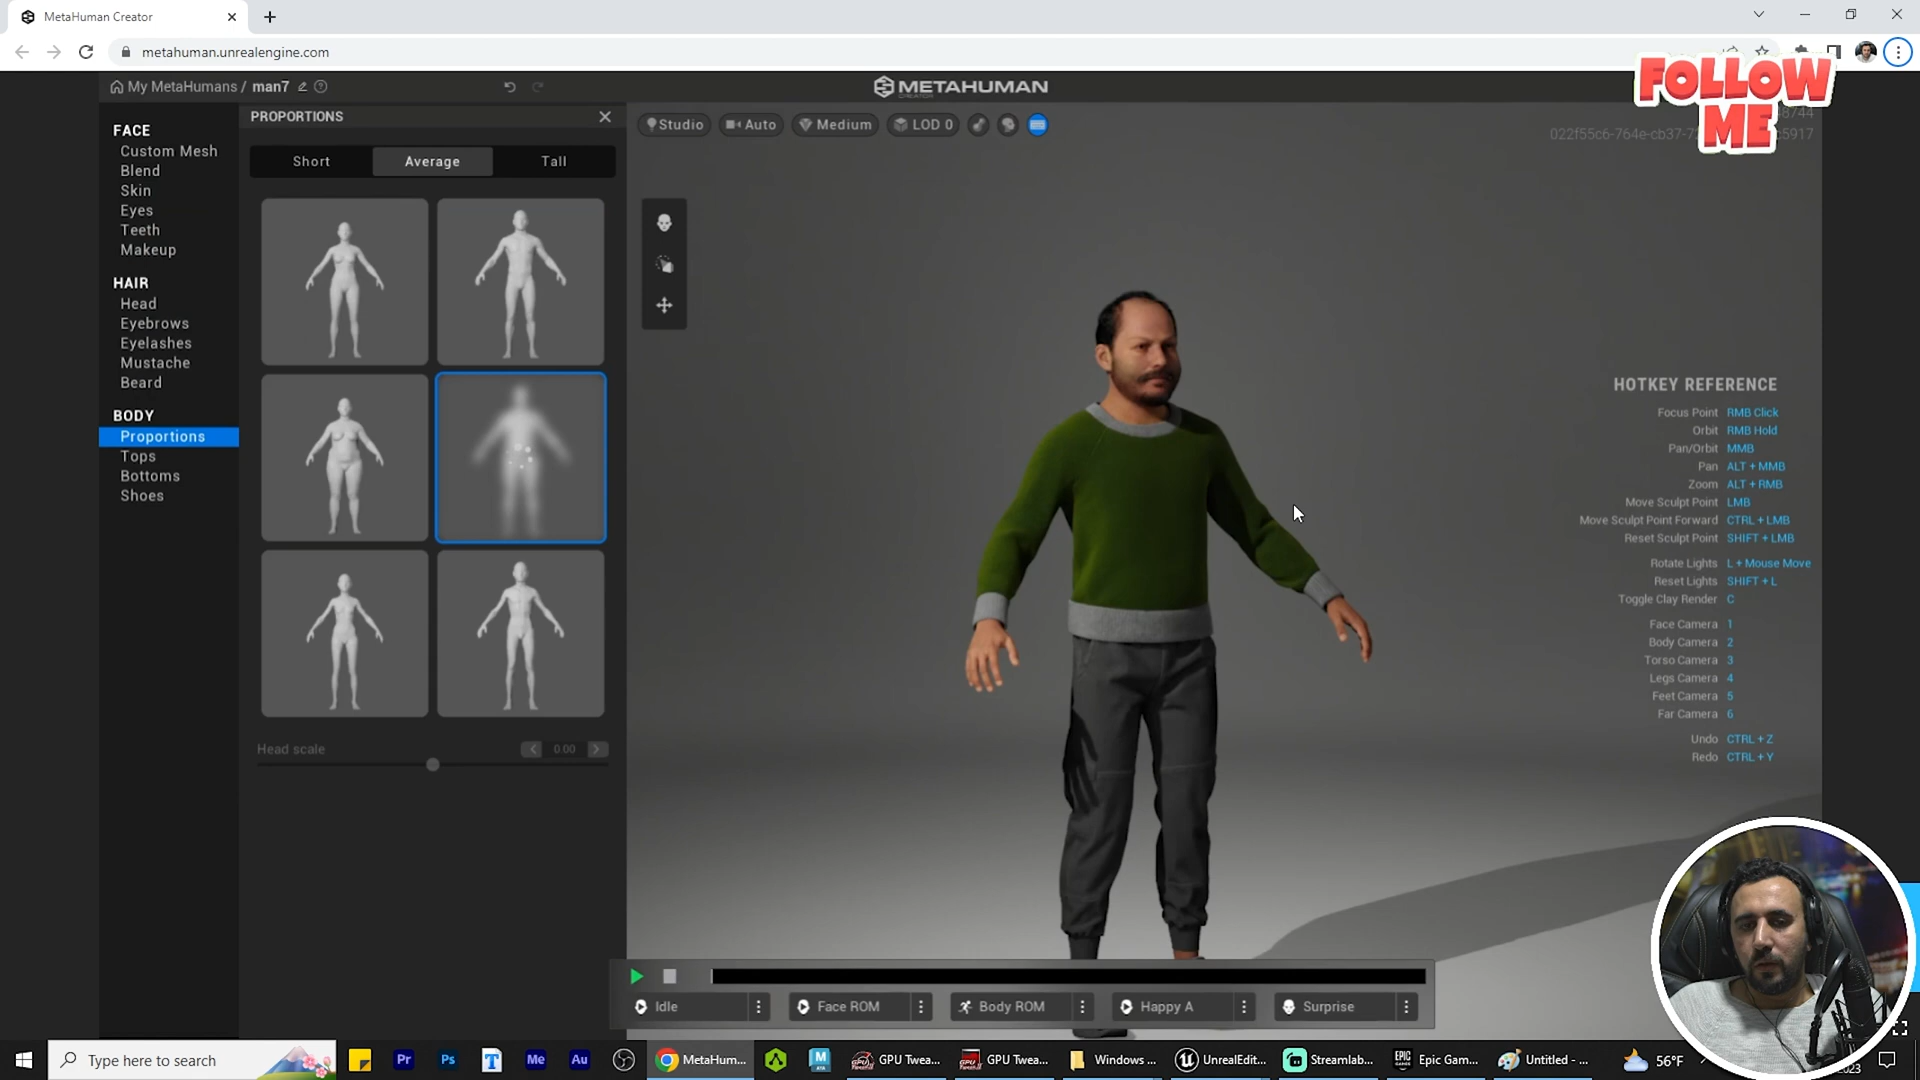 MetaHuman Creator
metahuman.unrealengine.com
My MetaHumans / man7
METAHUMAN
CREATOR
FOLLOW
ME
FACE
Custom Mesh
Blend
Skin
Eyes
Teeth
Makeup
HAIR
Head
Eyebrows
Eyelashes
Mustache
Beard
BODY
Proportions
Tops
Bottoms
Shoes
PROPORTIONS
Short Average Tall
Head scale 0.00
Studio Auto Medium LOD 0
HOTKEY REFERENCE
Focus Point RMB Click
Orbit RMB Hold
Pan/Orbit MMB
Pan ALT + MMB
Zoom ALT + RMB
Move Sculpt Point LMB
Move Sculpt Point Forward CTRL + LMB
Reset Sculpt Point SHIFT + LMB
Rotate Lights L + Mouse Move
Reset Lights SHIFT + L
Toggle Clay Render C
Face Camera 1
Body Camera 2
Torso Camera 3
Legs Camera 4
Feet Camera 5
Far Camera 6
Undo CTRL + Z
Redo CTRL + Y
Idle Face ROM Body ROM Happy A Surprise
Type here to search
Pr Ps T Me Au MetaHum... GPU Twea... GPU Twea... Windows ... UnrealEdit... Streamlab... Epic Gam... Untitled - ... 56°F